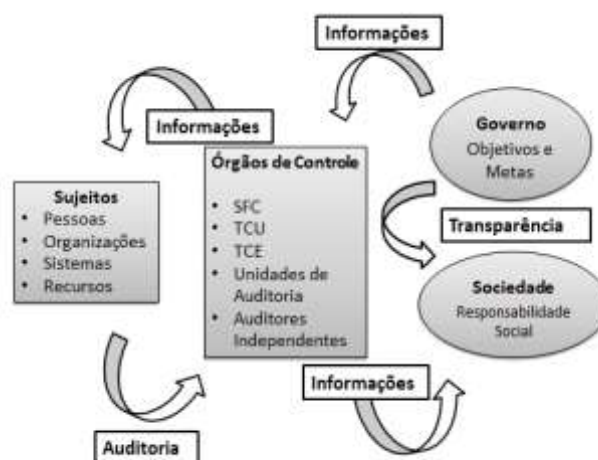 Informações
Informações
Governo
Objetivos e
Metas
Órgãos de Controle
• SFC
• TCU
• TCE
• Unidades de
Auditoria
• Auditores
Independentes
Sujeitos
• Pessoas
• Organizações
• Sistemas
• Recursos
Transparência
Sociedade
Responsabilidade
Social
Informações
Auditoria